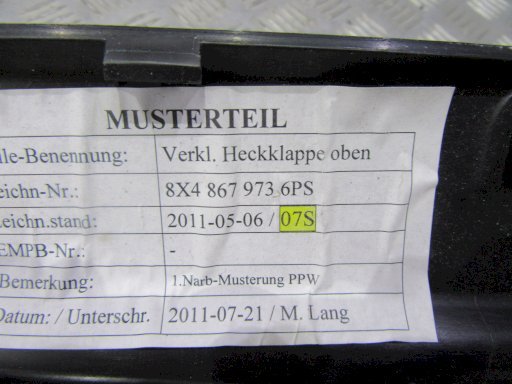 MUSTERTEIL
ile-Benennung: Verkl. Heckklappe oben
eichn-Nr.: 8X4 867 973 6PS
Zeichn.stand: 2011-05-06 / 07S
EMPB-Nr.: -
Bemerkung: 1.Narb-Musterung PPW
Datum: / Unterschr. 2011-07-21 / M. Lang